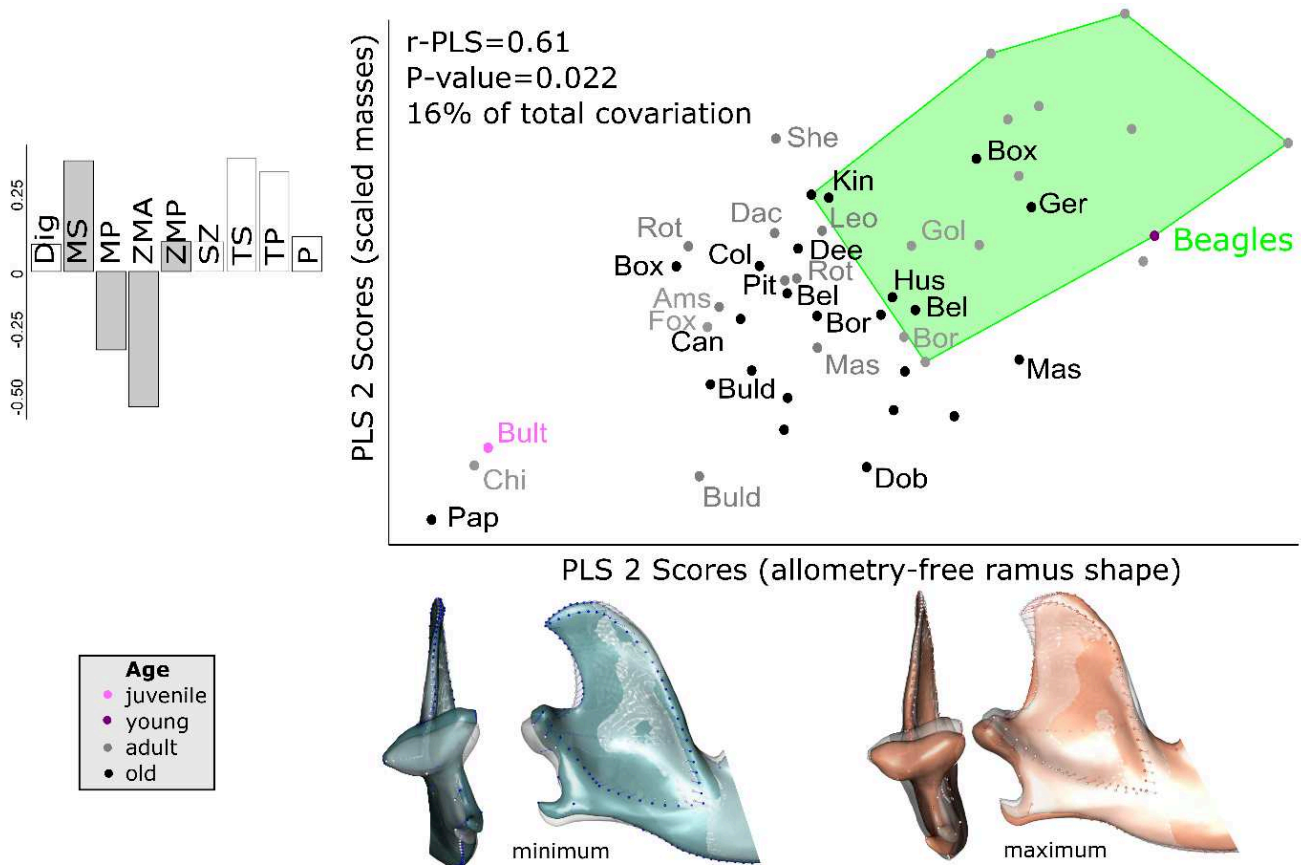 r-PLS=0.61
P-value=0.022
16% of total covariation
PLS 2 Scores (scaled masses)
0.25
0
-0.25
-0.50
Dig
MS
MP
ZMA
ZMP
SZ
TS
TP
P
She
Box
Kin
Ger
Dac
Leo
Rot
Gol
Beagles
Col
Dee
Box
Rot
Pit
Hus
Bel
Bel
Ams
Bor
Fox
Bor
Can
Mas
Mas
Buld
Bult
Chi
Buld
Dob
Pap
PLS 2 Scores (allometry-free ramus shape)
Age
juvenile
young
adult
old
minimum
maximum